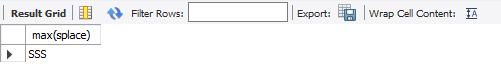 Result Grid Filter Rows: Export: Wrap Cell Content:
max(splace)
SSS